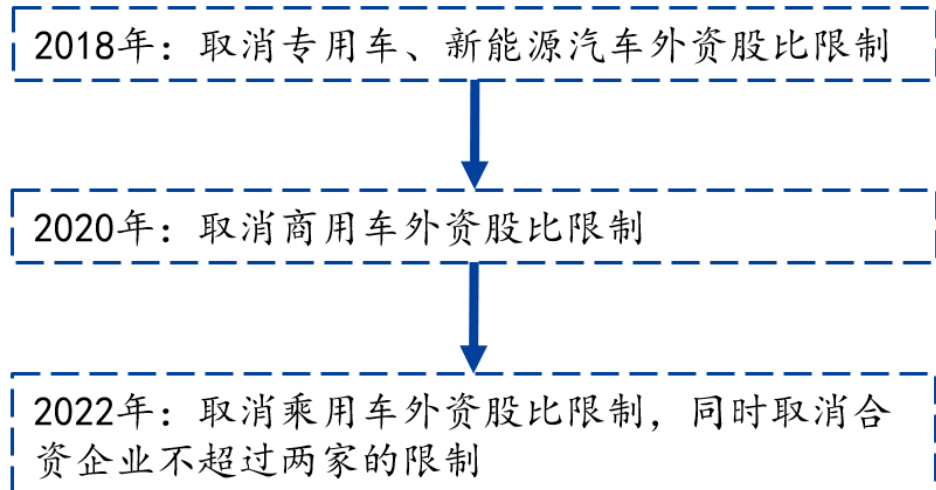 2018年：取消专用车、新能源汽车外资股比限制
2020年：取消商用车外资股比限制
2022年：取消乘用车外资股比限制，同时取消合
资企业不超过两家的限制